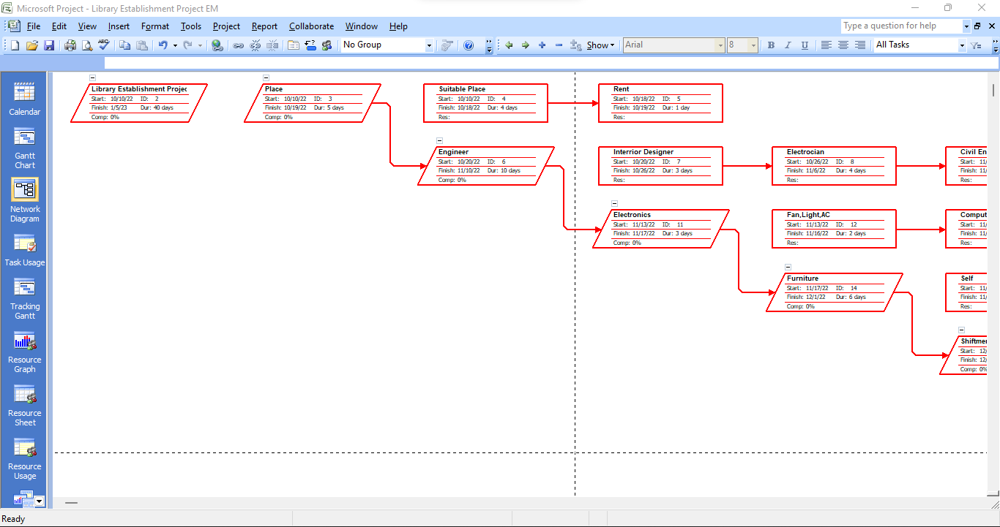 Microsoft Project - Library Establishment Project EM
File Edit View Insert Format Tools Project Report Collaborate Window Help
Type a question for help
No Group
Show
Arial
8
B I U
All Tasks
Calendar
Gantt
Chart
Network
Diagram
Task Usage
Tracking
Gantt
Resource
Graph
Resource
Sheet
Resource
Usage
Library Establishment Projec
Start: 10/10/22 ID: 2
Finish: 1/5/23 Dur: 40 days
Comp: 0%
Place
Start: 10/10/22 ID: 3
Finish: 10/19/22 Dur: 5 days
Comp: 0%
Suitable Place
Start: 10/10/22 ID: 4
Finish: 10/18/22 Dur: 4 days
Res:
Rent
Start: 10/18/22 ID: 5
Finish: 10/19/22 Dur: 1 day
Res:
Engineer
Start: 10/20/22 ID: 6
Finish: 11/10/22 Dur: 10 days
Comp: 0%
Interrior Designer
Start: 10/20/22 ID: 7
Finish: 10/26/22 Dur: 3 days
Res:
Electrocian
Start: 10/26/22 ID: 8
Finish: 11/6/22 Dur: 4 days
Res:
Civil En
Start: 11/
Finish: 11/
Res:
Electronics
Start: 11/13/22 ID: 11
Finish: 11/17/22 Dur: 3 days
Comp: 0%
Fan,Light,AC
Start: 11/13/22 ID: 12
Finish: 11/16/22 Dur: 2 days
Res:
Comput
Start: 11/
Finish: 11/
Res:
Furniture
Start: 11/17/22 ID: 14
Finish: 12/1/22 Dur: 6 days
Comp: 0%
Self
Start: 11/
Finish: 11/
Res:
Shiftme
Start: 12/
Finish: 12/
Comp: 0%
Ready